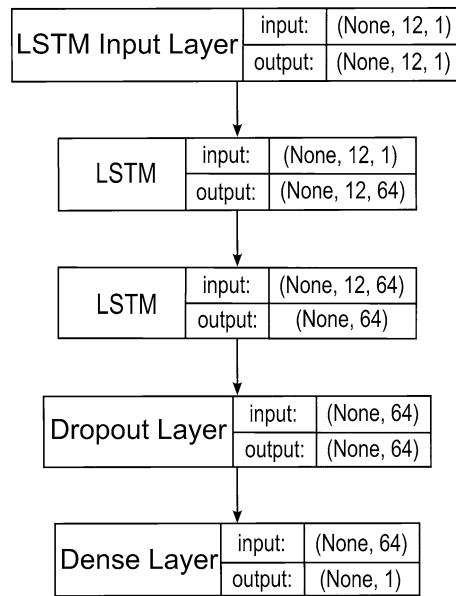 LSTM Input Layer
input: (None, 12, 1)
output: (None, 12, 1)
LSTM
input: (None, 12, 1)
output: (None, 12, 64)
LSTM
input: (None, 12, 64)
output: (None, 64)
Dropout Layer
input: (None, 64)
output: (None, 64)
Dense Layer
input: (None, 64)
output: (None, 1)